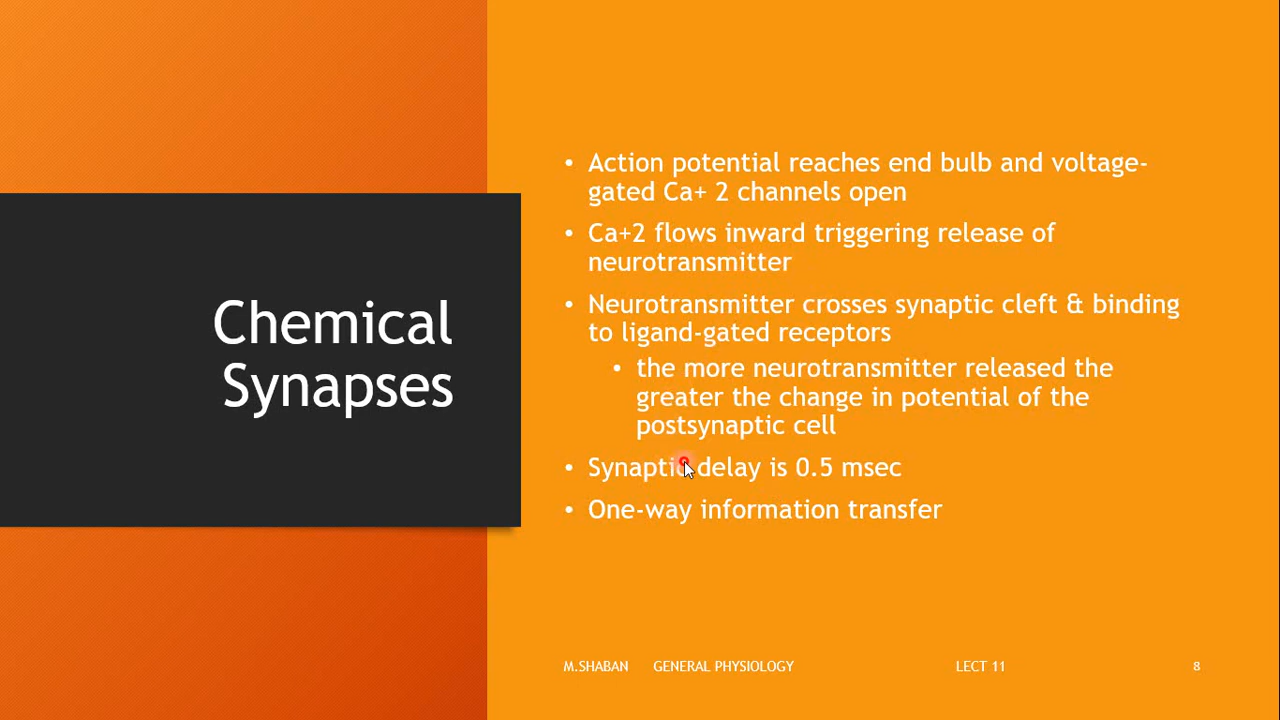 Chemical
Synapses
• Action potential reaches end bulb and voltage-
gated Ca+ 2 channels open
• Ca+2 flows inward triggering release of
neurotransmitter
• Neurotransmitter crosses synaptic cleft & binding
to ligand-gated receptors
• the more neurotransmitter released the
greater the change in potential of the
postsynaptic cell
• Synaptic delay is 0.5 msec
• One-way information transfer
M.SHABAN GENERAL PHYSIOLOGY LECT 11 8